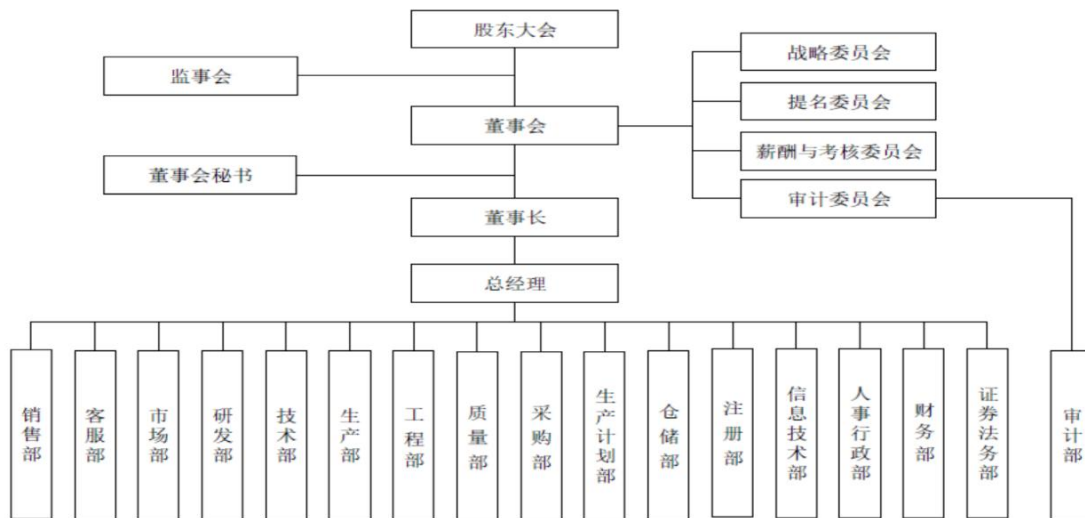 股东大会
监事会
战略委员会
提名委员会
董事会
薪酬与考核委员会
董事会秘书
审计委员会
董事长
总经理
销售部
客服部
市场部
研发部
技术部
生产部
工程部
质量部
采购部
生产计划部
仓储部
注册部
信息技术部
人事行政部
财务部
证券法务部
审计部